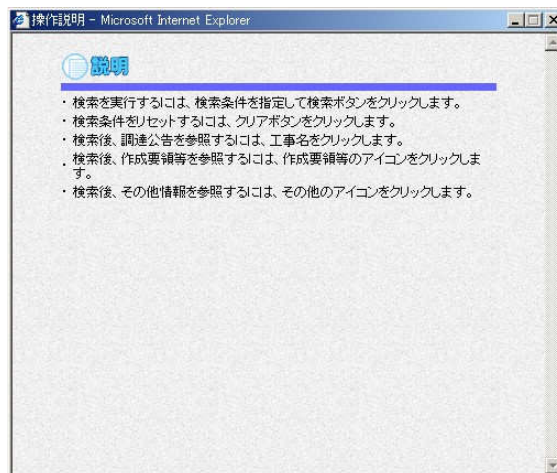 操作説明 - Microsoft Internet Explorer
説明
・ 検索を実行するには、検索条件を指定して検索ボタンをクリックします。
・ 検索条件をリセットするには、クリアボタンをクリックします。
・ 検索後、調達公告を参照するには、工事名をクリックします。
・ 検索後、作成要領等を参照するには、作成要領等のアイコンをクリックしま
す。
・ 検索後、その他情報を参照するには、その他のアイコンをクリックします。